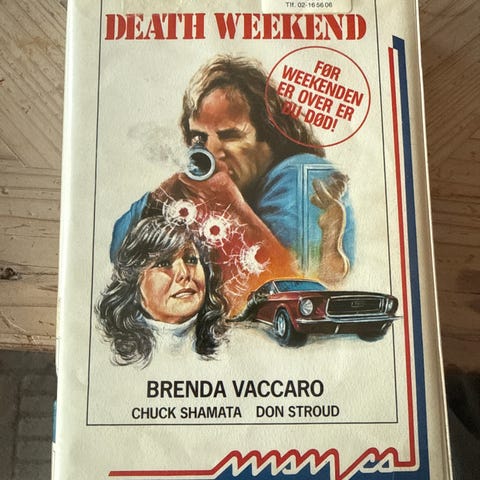 Tlf. 02-16 56 06
DEATH WEEKEND
FØR
WEEKENDEN
ER OVER ER
DU DØD!
BRENDA VACCARO
CHUCK SHAMATA DON STROUD